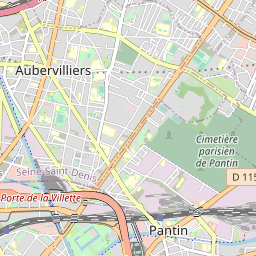 Aubervilliers
Cimetière
parisien
de Pantin
D 115
Seine-Saint-Denis
Porte de la Villette
Pantin